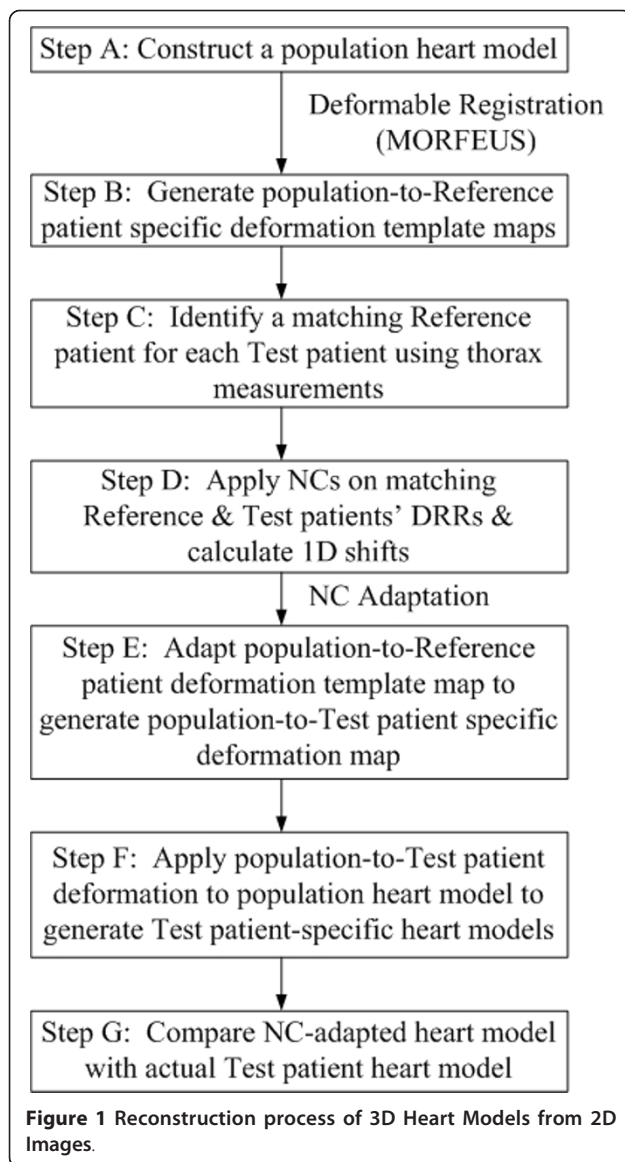 Step A: Construct a population heart model
Deformable Registration
(MORFEUS)
Step B:  Generate population-to-Reference
patient specific deformation template maps
Step C:  Identify a matching Reference
patient for each Test patient using thorax
measurements
Step D:  Apply NCs on matching
Reference & Test patients’ DRRs &
calculate 1D shifts
NC Adaptation
Step E:  Adapt population-to-Reference
patient deformation template map to
generate population-to-Test patient specific
deformation map
Step F:  Apply population-to-Test patient
deformation to population heart model to
generate Test patient-specific heart models
Step G:  Compare NC-adapted heart model
with actual Test patient heart model
Figure 1 Reconstruction process of 3D Heart Models from 2D
Images.